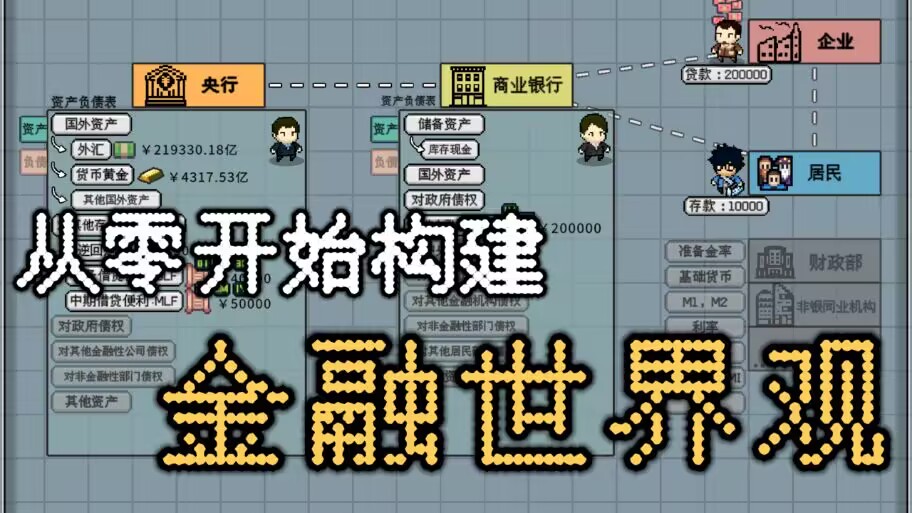 企业
贷款：200000
央行
商业银行
资产负债表
资产负债表
资产
国外资产
资产
储备资产
外汇
￥219330.18亿
库存现金
负债
负债
货币黄金
￥4317.53亿
国外资产
居民
其他国外资产
对政府债权
存款：10000
从零开始构建
￥200000
准备金率
财政部
基础货币
中期借贷便利 MLF
￥50000
对其他金融机构债权
M1，M2
非银同业机构
对政府债权
对非金融性部门债权
利率
对其他金融性公司债权
对非金融性部门债权
其他资产
金融世界观